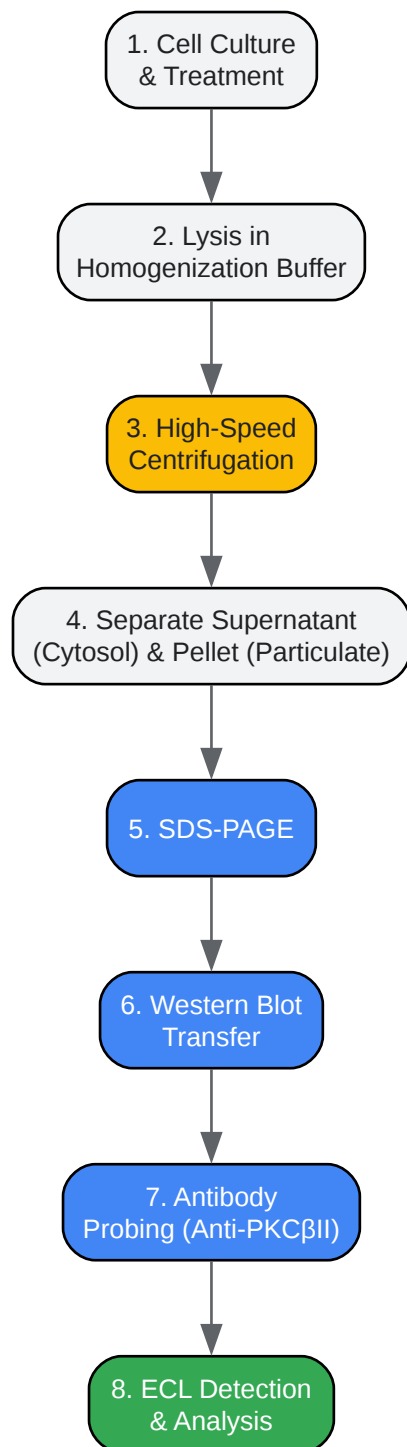 1. Cell Culture
& Treatment
2. Lysis in
Homogenization Buffer
3. High-Speed
Centrifugation
4. Separate Supernatant
(Cytosol) & Pellet (Particulate)
5. SDS-PAGE
6. Western Blot
Transfer
7. Antibody
Probing (Anti-PKCβII)
8. ECL Detection
& Analysis